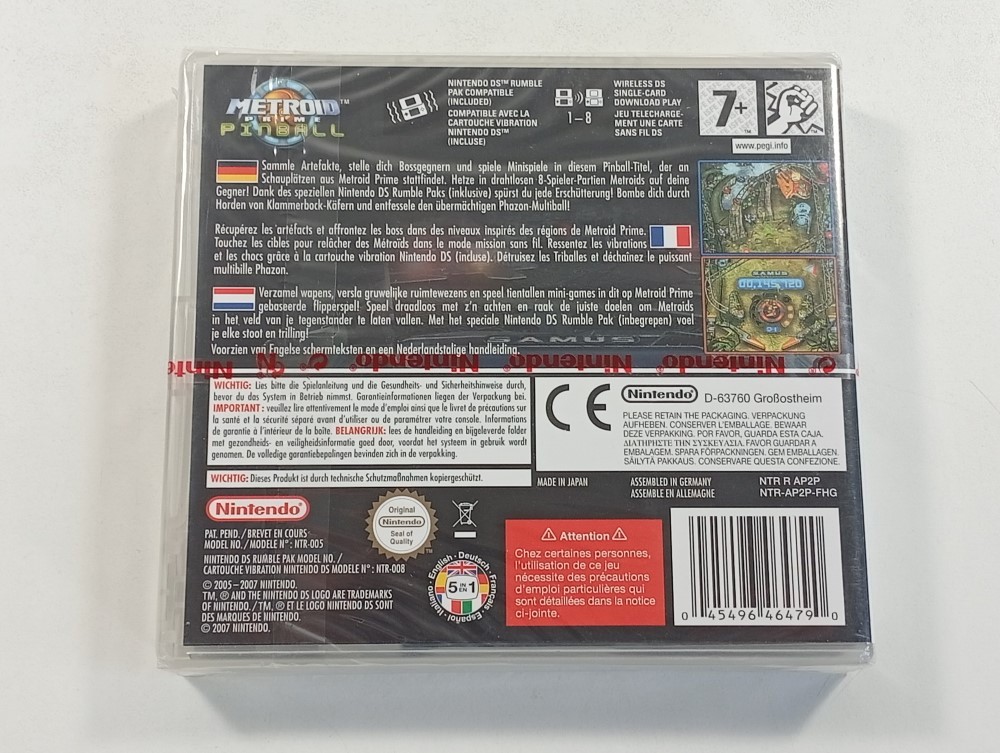 METROID™
PRIME
PINBALL
NINTENDO DS™ RUMBLE
PAK COMPATIBLE
(INCLUDED)
COMPATIBLE AVEC LA
CARTOUCHE VIBRATION
NINTENDO DS™
(INCLUSE)
1–8
WIRELESS DS
SINGLE-CARD
DOWNLOAD PLAY
JEU TELECHARGE-
MENT UNE CARTE
SANS FIL DS
7+
™
www.pegi.info
Sammle Artefakte, stelle dich Bossgegnern und spiele Minispiele in diesem Pinball-Titel, der an
Schauplätzen aus Metroid Prime stattfindet. Hetze in drahtlosen 8-Spieler-Partien Metroids auf deine
Gegner! Dank des speziellen Nintendo DS Rumble Paks (inklusive) spürst du jede Erschütterung! Bombe dich durch
Horden von Klammerbock-Käfern und entfessele den übermächtigen Phazon-Multiball!
Récupérez les artéfacts et affrontez les boss dans des niveaux inspirés des régions de Metroid Prime.
Touchez les cibles pour relâcher des Métroïds dans le mode mission sans fil. Ressentez les vibrations
et les chocs grâce à la cartouche vibration Nintendo DS (incluse). Détruisez les Triballes et déchaînez le puissant
multibille Phazon.
Verzamel wapens, versla gruwelijke ruimtewezens en speel tientallen mini-games in dit op Metroid Prime
gebaseerde flipperspel! Speel draadloos met z'n achten en raak de juiste doelen om Metroids
in het veld van je tegenstander te laten vallen. Met het speciale Nintendo DS Rumble Pak (inbegrepen) voel
je elke stoot en trilling!
Voorzien van Engelse schermteksten en een Nederlandstalige handleiding.
SAMUS
00,145,720
SAMUS
Nintendo Nintendo Nintendo Nintendo
WICHTIG: Lies bitte die Spielanleitung und die Gesundheits- und Sicherheitshinweise durch,
bevor du das System in Betrieb nimmst. Garantieinformationen liegen der Verpackung bei.
IMPORTANT : veuillez lire attentivement le mode d'emploi ainsi que le livret de précautions sur
la santé et la sécurité séparé avant d'utiliser ou de paramétrer votre console. Informations
de garantie à l'intérieur de la boîte. BELANGRIJK: lees de handleiding en bijgeleverde folder
met gezondheids- en veiligheidsinformatie goed door, voordat het systeem in gebruik wordt
genomen. De volledige garantiebepalingen bevinden zich in de verpakking.
WICHTIG: Dieses Produkt ist durch technische Schutzmaßnahmen kopiergeschützt.
CE
Nintendo® D-63760 Großostheim
PLEASE RETAIN THE PACKAGING. VERPACKUNG
AUFHEBEN. CONSERVER L'EMBALLAGE. BEWAAR
DEZE VERPAKKING. POR FAVOR, GUARDA ESTA CAJA.
ΔΙΑΤΗΡΗΣΤΕ ΤΗΝ ΣΥΣΚΕΥΑΣΙΑ. FAVOR GUARDAR A
EMBALAGEM. SPARA FÖRPACKNINGEN. GEM EMBALLAGEN.
SÄILYTÄ PAKKAUS. CONSERVARE QUESTA CONFEZIONE.
MADE IN JAPAN
ASSEMBLED IN GERMANY
ASSEMBLE EN ALLEMAGNE
NTR R AP2P
NTR-AP2P-FHG
Nintendo®
PAT. PEND./BREVET EN COURS
MODEL NO./MODELE N° : NTR-005
NINTENDO DS RUMBLE PAK MODEL NO./
CARTOUCHE VIBRATION NINTENDO DS MODELE N° : NTR-008
© 2005–2007 NINTENDO.
TM, ® AND THE NINTENDO DS LOGO ARE TRADEMARKS
OF NINTENDO./TM, ® ET LE LOGO NINTENDO DS SONT
DES MARQUES DE NINTENDO.
© 2007 NINTENDO.
Original
Nintendo
Seal of
Quality
™
Italiano · English · Deutsch · Français · Español ·
5 IN EN 1
Attention
Chez certaines personnes,
l'utilisation de ce jeu
nécessite des précautions
d'emploi particulières qui
sont détaillées dans la notice
ci-jointe.
0 45496 46479 0